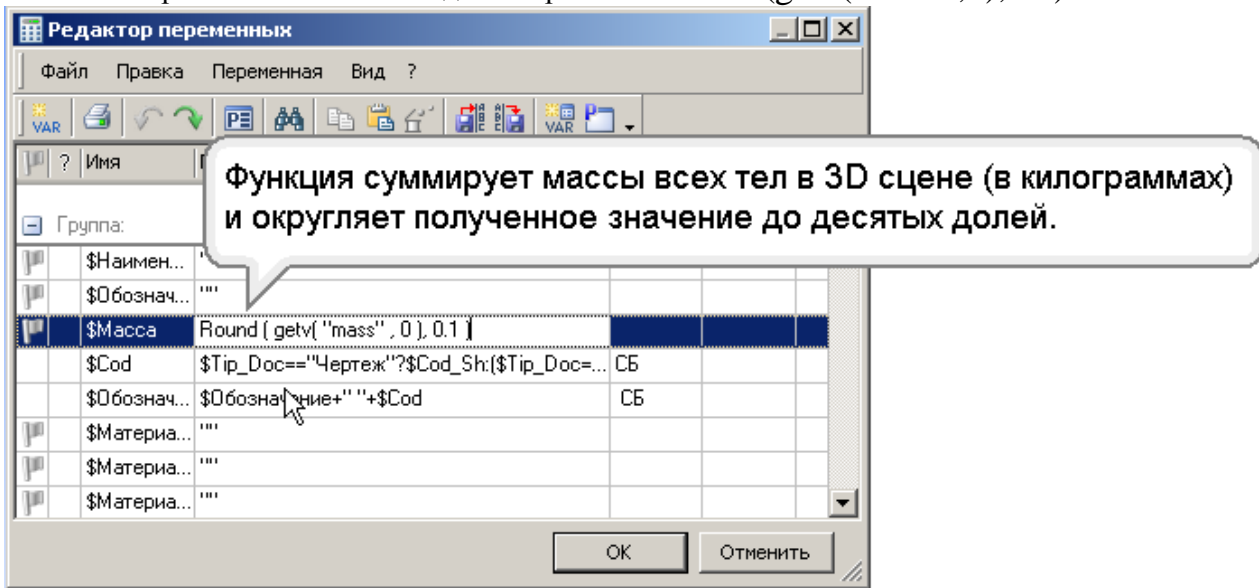 Редактор переменных
Файл Правка Переменная Вид ?
VAR PE VAR P
? Имя
Функция суммирует массы всех тел в 3D сцене (в килограммах)
и округляет полученное значение до десятых долей.
Группа:
$Наимен... "
$Обознач... ""
$Масса Round ( getv( "mass" , 0 ), 0.1 )
$Cod $Tip_Doc=="Чертеж"?$Cod_Sh:($Tip_Doc=... СБ
$Обознач... $Обозначение+" "+$Cod СБ
$Материа... ""
$Материа... ""
$Материа... ""
OK Отменить